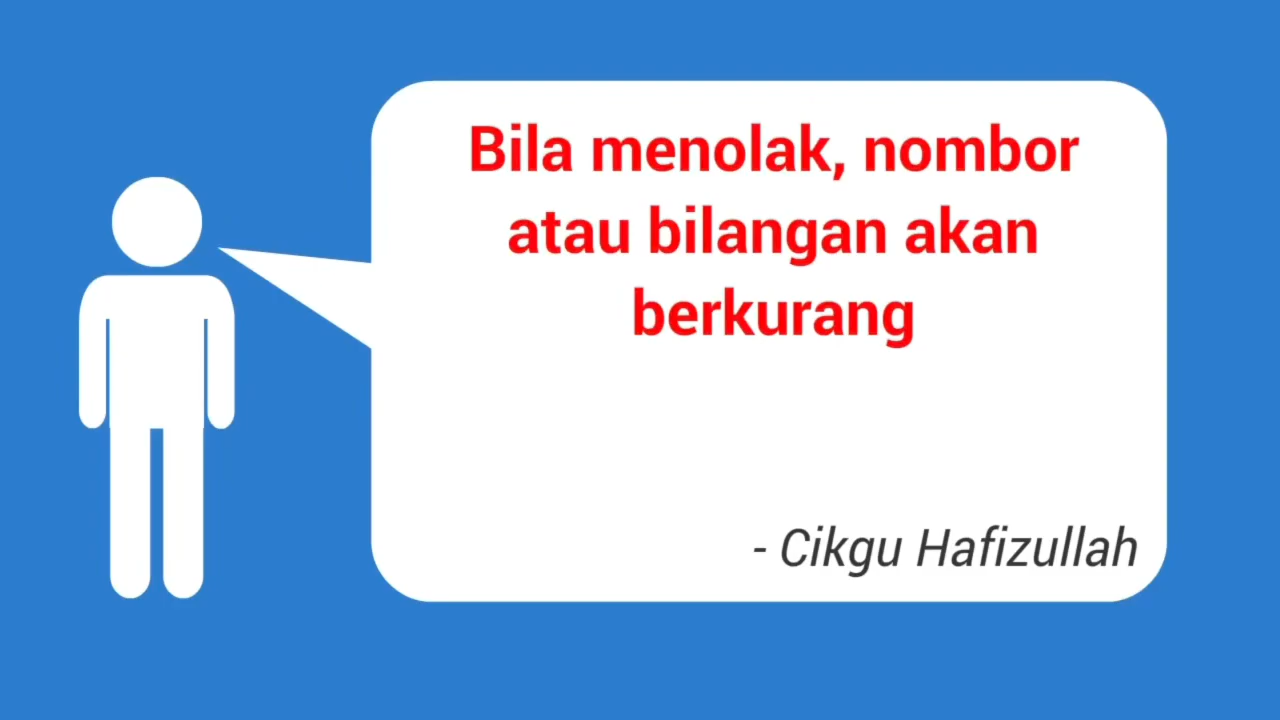 Bila menolak, nombor
atau bilangan akan
berkurang
- Cikgu Hafizullah